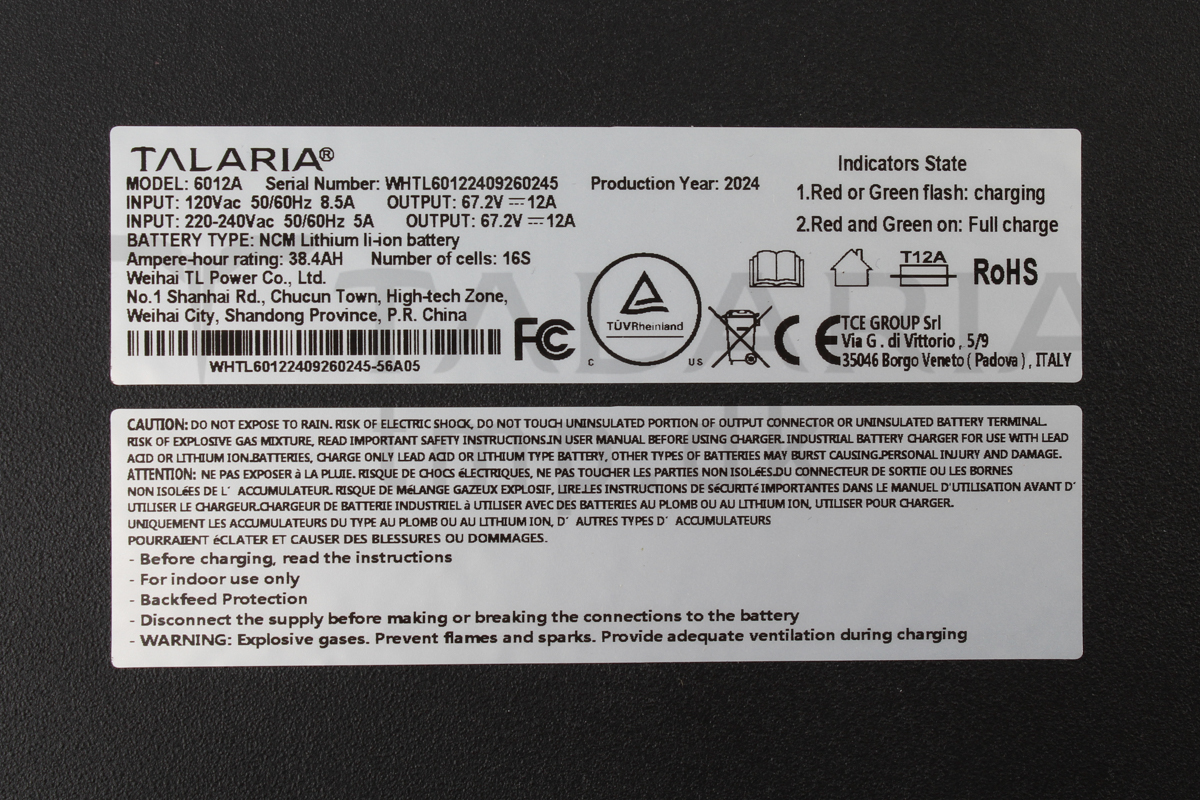 TALARIA®
MODEL: 6012A Serial Number: WHTL60122409260245 Production Year: 2024
INPUT: 120Vac 50/60Hz 8.5A OUTPUT: 67.2V⎓12A
INPUT: 220-240Vac 50/60Hz 5A OUTPUT: 67.2V⎓12A
BATTERY TYPE: NCM Lithium li-ion battery
Ampere-hour rating: 38.4AH Number of cells: 16S
Weihai TL Power Co., Ltd.
No.1 Shanhai Rd., Chucun Town, High-tech Zone,
Weihai City, Shandong Province, P.R. China
WHTL60122409260245-56A05
FC
TÜVRheinland
C US
Indicators State
1.Red or Green flash: charging
2.Red and Green on: Full charge
T12A
RoHS
CE
TCE GROUP Srl
Via G . di Vittorio , 5/9
35046 Borgo Veneto ( Padova ) , ITALY
CAUTION: DO NOT EXPOSE TO RAIN. RISK OF ELECTRIC SHOCK, DO NOT TOUCH UNINSULATED PORTION OF OUTPUT CONNECTOR OR UNINSULATED BATTERY TERMINAL.
RISK OF EXPLOSIVE GAS MIXTURE, READ IMPORTANT SAFETY INSTRUCTIONS.IN USER MANUAL BEFORE USING CHARGER. INDUSTRIAL BATTERY CHARGER FOR USE WITH LEAD
ACID OR LITHIUM ION.BATTERIES, CHARGE ONLY LEAD ACID OR LITHIUM TYPE BATTERY, OTHER TYPES OF BATTERIES MAY BURST CAUSING.PERSONAL INJURY AND DAMAGE.
ATTENTION: NE PAS EXPOSER à LA PLUIE. RISQUE DE CHOCS éLECTRIQUES, NE PAS TOUCHER LES PARTIES NON ISOLéES.DU CONNECTEUR DE SORTIE OU LES BORNES
NON ISOLéES DE L' ACCUMULATEUR. RISQUE DE MéLANGE GAZEUX EXPLOSIF, LIRE.LES INSTRUCTIONS DE SéCURITé IMPORTANTES DANS LE MANUEL D'UTILISATION AVANT D'
UTILISER LE CHARGEUR.CHARGEUR DE BATTERIE INDUSTRIEL à UTILISER AVEC DES BATTERIES AU PLOMB OU AU LITHIUM ION, UTILISER POUR CHARGER.
UNIQUEMENT LES ACCUMULATEURS DU TYPE AU PLOMB OU AU LITHIUM ION, D' AUTRES TYPES D' ACCUMULATEURS
POURRAIENT éCLATER ET CAUSER DES BLESSURES OU DOMMAGES.
- Before charging, read the instructions
- For indoor use only
- Backfeed Protection
- Disconnect the supply before making or breaking the connections to the battery
- WARNING: Explosive gases. Prevent flames and sparks. Provide adequate ventilation during charging